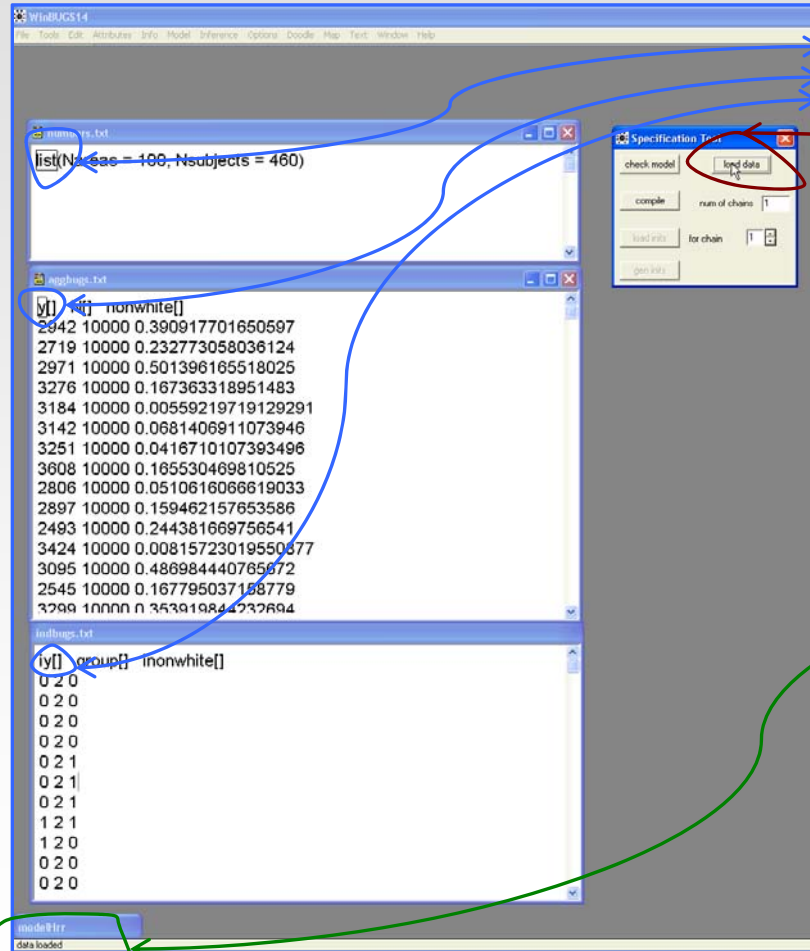 WinBUGS14
File Tools Edit Attributes Info Model Inference Options Doodle Map Text Window Help
numbers.txt
list(Nareas = 100, Nsubjects = 460)
Specification Tool
check model load data
compile num of chains 1
load inits for chain 1
gen inits
aggbugs.txt
y[] n[] nonwhite[]
2942 10000 0.390917701650597
2719 10000 0.232773058036124
2971 10000 0.501396165518025
3276 10000 0.167363318951483
3184 10000 0.00559219719129291
3142 10000 0.0681406911073946
3251 10000 0.0416710107393496
3608 10000 0.165530469810525
2806 10000 0.0510616066619033
2897 10000 0.159462157653586
2493 10000 0.244381669756541
3424 10000
3095 10000
2545 10000
3299 10000 0.353919844232694
indbugs.txt
iy[] group[] inonwhite[]
0 2 0
0 2 0
0 2 0
0 2 0
0 2 1
0 2 1
0 2 1
1 2 1
1 2 0
0 2 0
0 2 0
modelHrr
data loaded